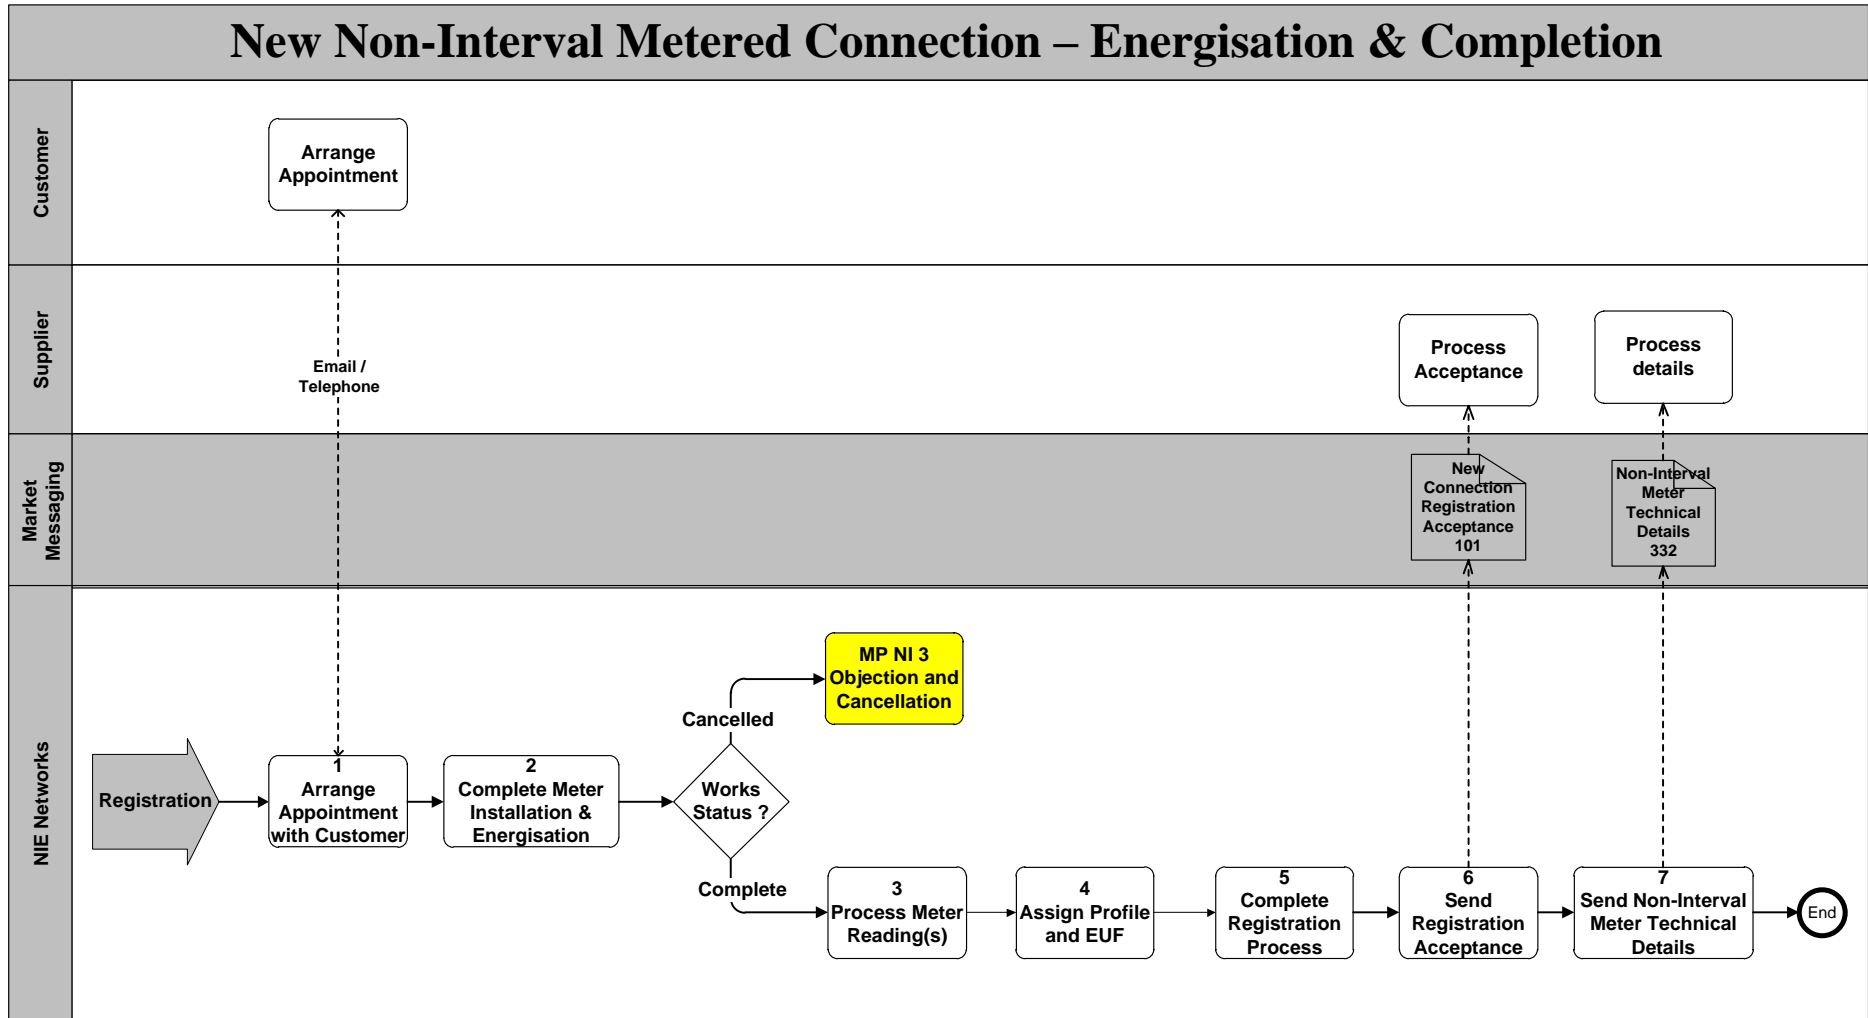 New Non-Interval Metered Connection – Energisation & Completion
Customer
Arrange
Appointment
Supplier
Email /
Telephone
Process
Acceptance
Process
details
Market
Messaging
New
Connection
Registration
Acceptance
101
Non-Interval
Meter
Technical
Details
332
NIE Networks
MP NI 3
Objection and
Cancellation
Cancelled
Registration
1
Arrange
Appointment
with Customer
2
Complete Meter
Installation &
Energisation
Works
Status ?
Complete
3
Process Meter
Reading(s)
4
Assign Profile
and EUF
5
Complete
Registration
Process
6
Send
Registration
Acceptance
7
Send Non-Interval
Meter Technical
Details
End